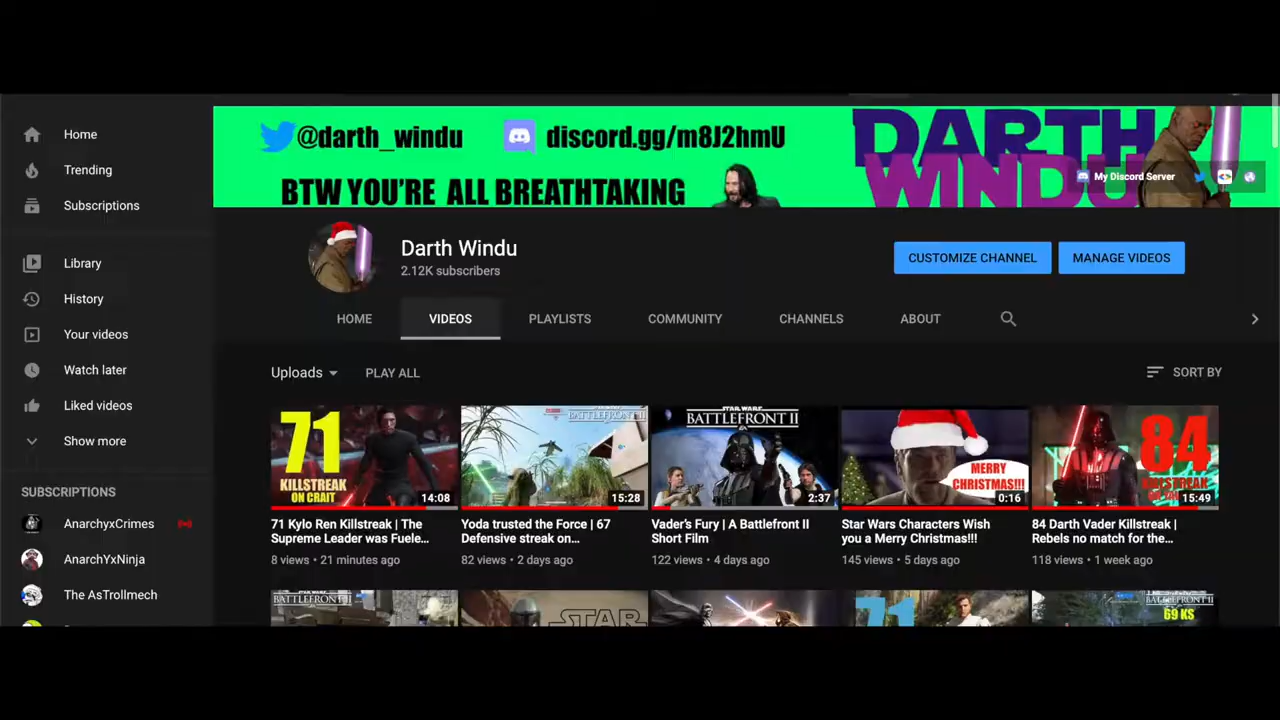 @darth_windu
discord.gg/m8J2hmU
BTW YOU'RE ALL BREATHTAKING
DARTH
WINDU
My Discord Server
Home
Trending
Subscriptions
Library
History
Your videos
Watch later
Liked videos
Show more
SUBSCRIPTIONS
AnarchyxCrimes
AnarchYxNinja
The AsTrollmech
Darth Windu
2.12K subscribers
CUSTOMIZE CHANNEL
MANAGE VIDEOS
HOME
VIDEOS
PLAYLISTS
COMMUNITY
CHANNELS
ABOUT
Uploads
PLAY ALL
SORT BY
71
KILLSTREAK
ON CRAIT
14:08
71 Kylo Ren Killstreak | The
Supreme Leader was Fuele...
8 views • 21 minutes ago
BATTLEFRONT II
15:28
Yoda trusted the Force | 67
Defensive streak on...
82 views • 2 days ago
STAR WARS
BATTLEFRONT II
2:37
Vader's Fury | A Battlefront II
Short Film
122 views • 4 days ago
MERRY
CHRISTMAS!!!
0:16
Star Wars Characters Wish
you a Merry Christmas!!!
145 views • 5 days ago
84
KILLSTREAK
15:49
84 Darth Vader Killstreak |
Rebels no match for the...
118 views • 1 week ago
BATTLEFRONT II
STAR
71
BATTLEFRONT II
69 KS